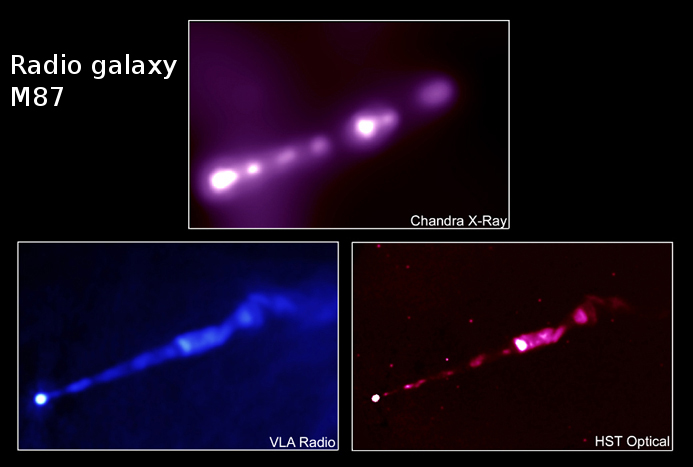 Radio galaxy
M87
Chandra X-Ray
VLA Radio
HST Optical